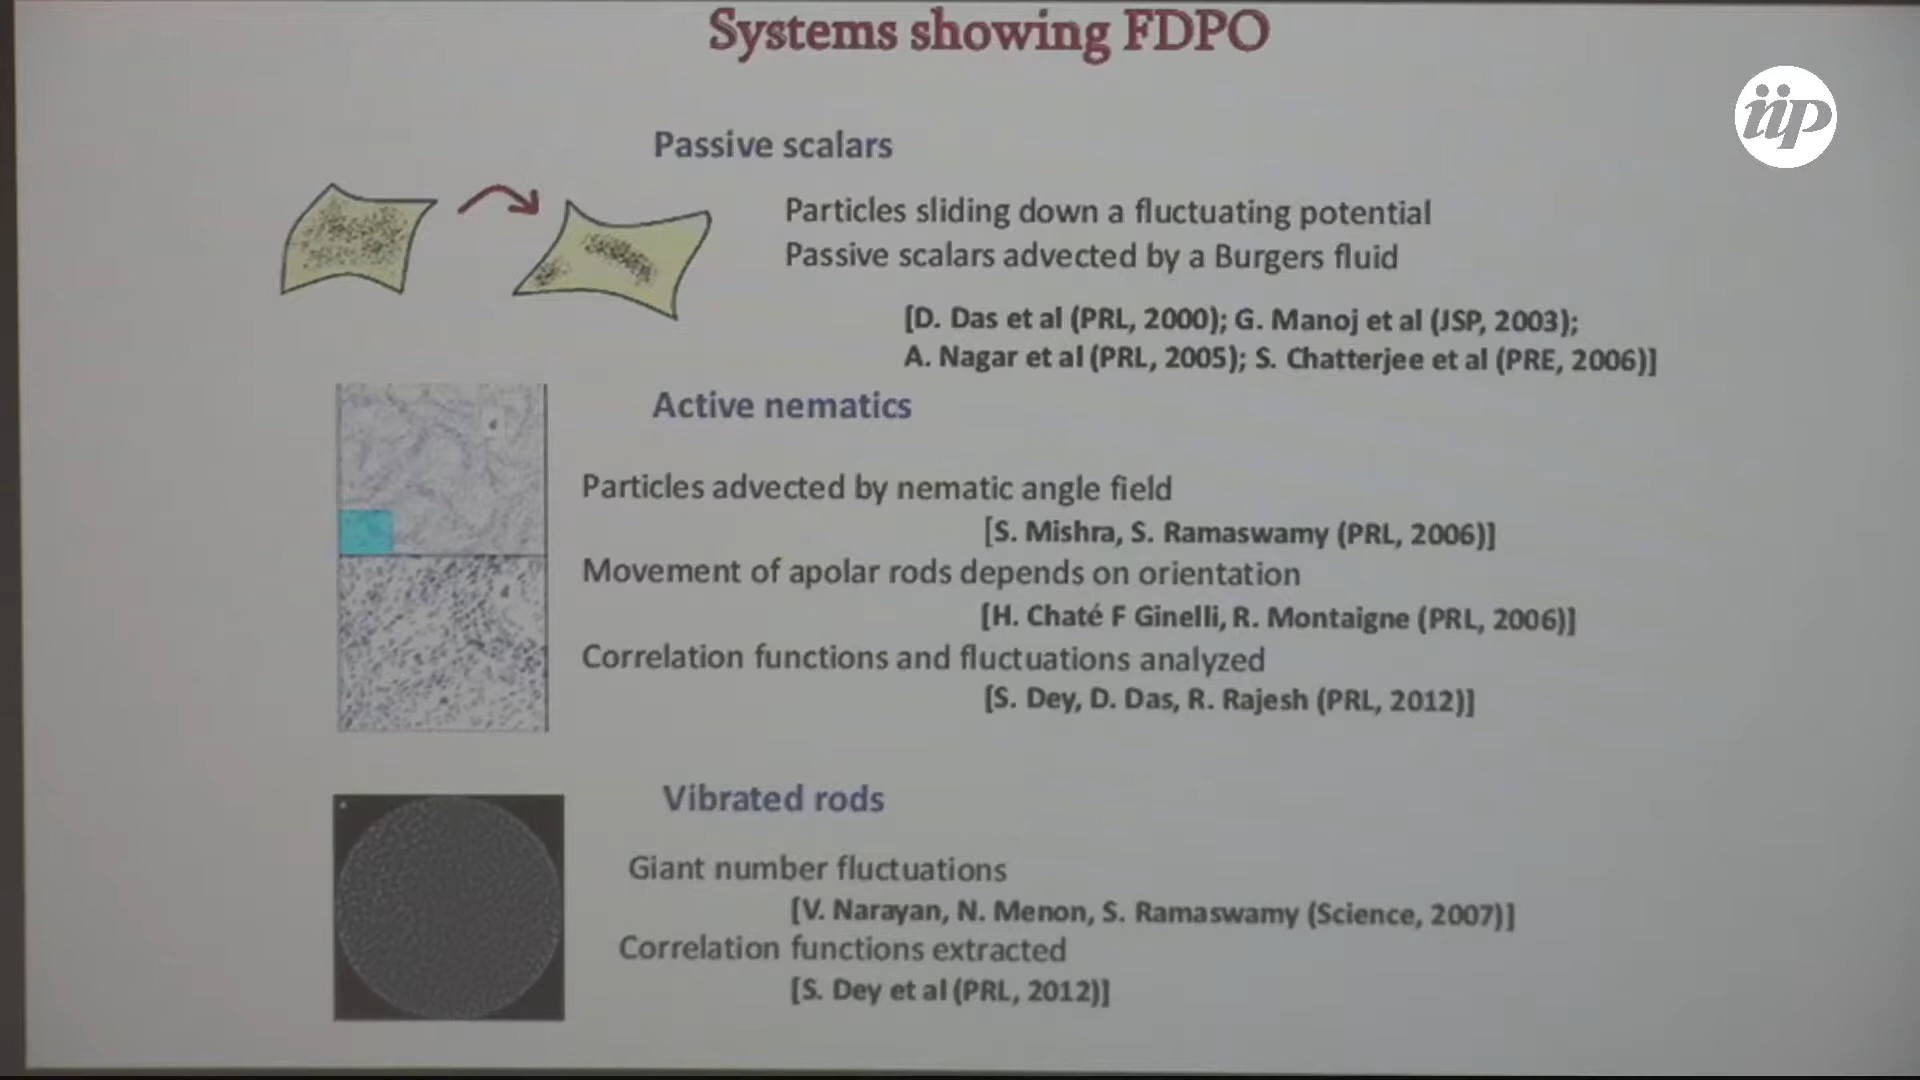 Systems showing FDPO
iip
Passive scalars
Particles sliding down a fluctuating potential
Passive scalars advected by a Burgers fluid
[D. Das et al (PRL, 2000); G. Manoj et al (JSP, 2003);
A. Nagar et al (PRL, 2005); S. Chatterjee et al (PRE, 2006)]
Active nematics
Particles advected by nematic angle field
[S. Mishra, S. Ramaswamy (PRL, 2006)]
Movement of apolar rods depends on orientation
[H. Chaté F Ginelli, R. Montaigne (PRL, 2006)]
Correlation functions and fluctuations analyzed
[S. Dey, D. Das, R. Rajesh (PRL, 2012)]
Vibrated rods
Giant number fluctuations
[V. Narayan, N. Menon, S. Ramaswamy (Science, 2007)]
Correlation functions extracted
[S. Dey et al (PRL, 2012)]